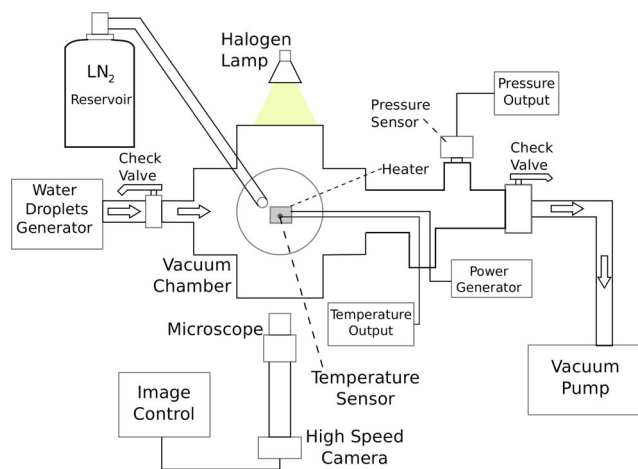 LN2
Reservoir
Halogen
Lamp
Pressure
Output
Pressure
Sensor
Check
Valve
Check
Valve
Heater
Water
Droplets
Generator
Vacuum
Chamber
Power
Generator
Temperature
Output
Microscope
Temperature
Sensor
Vacuum
Pump
Image
Control
High Speed
Camera